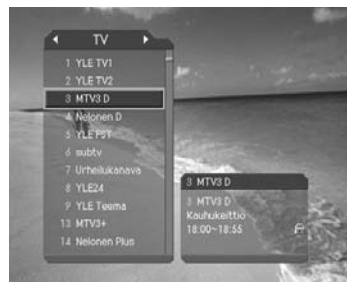 TV
1 YLE TV1
2 YLE TV2
3 MTV3 D
4 Nelonen D
5 YLE FST
6 subtv
7 Urheilukanava
8 YLE24
9 YLE Teema
13 MTV3+
14 Nelonen Plus
3 MTV3 D
3 MTV3 D
Kauhukeittiö
18:00~18:55